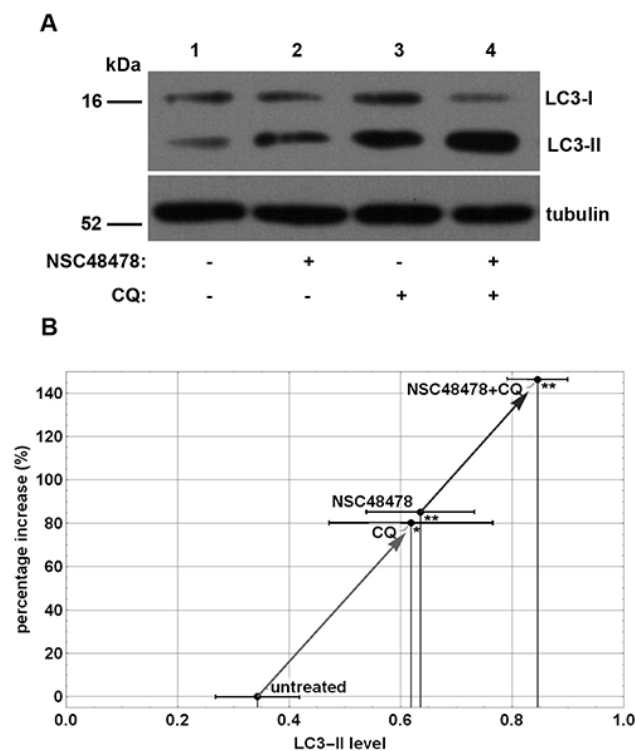 A
1 2 3 4
kDa
16 LC3-I
LC3-II
52 tubulin
NSC48478: - + - +
CQ: - - + +
B
percentage increase (%)
140
120
100
80
60
40
20
0
NSC48478+CQ
**
NSC48478
**
CQ *
untreated
0.0 0.2 0.4 0.6 0.8 1.0
LC3-II level